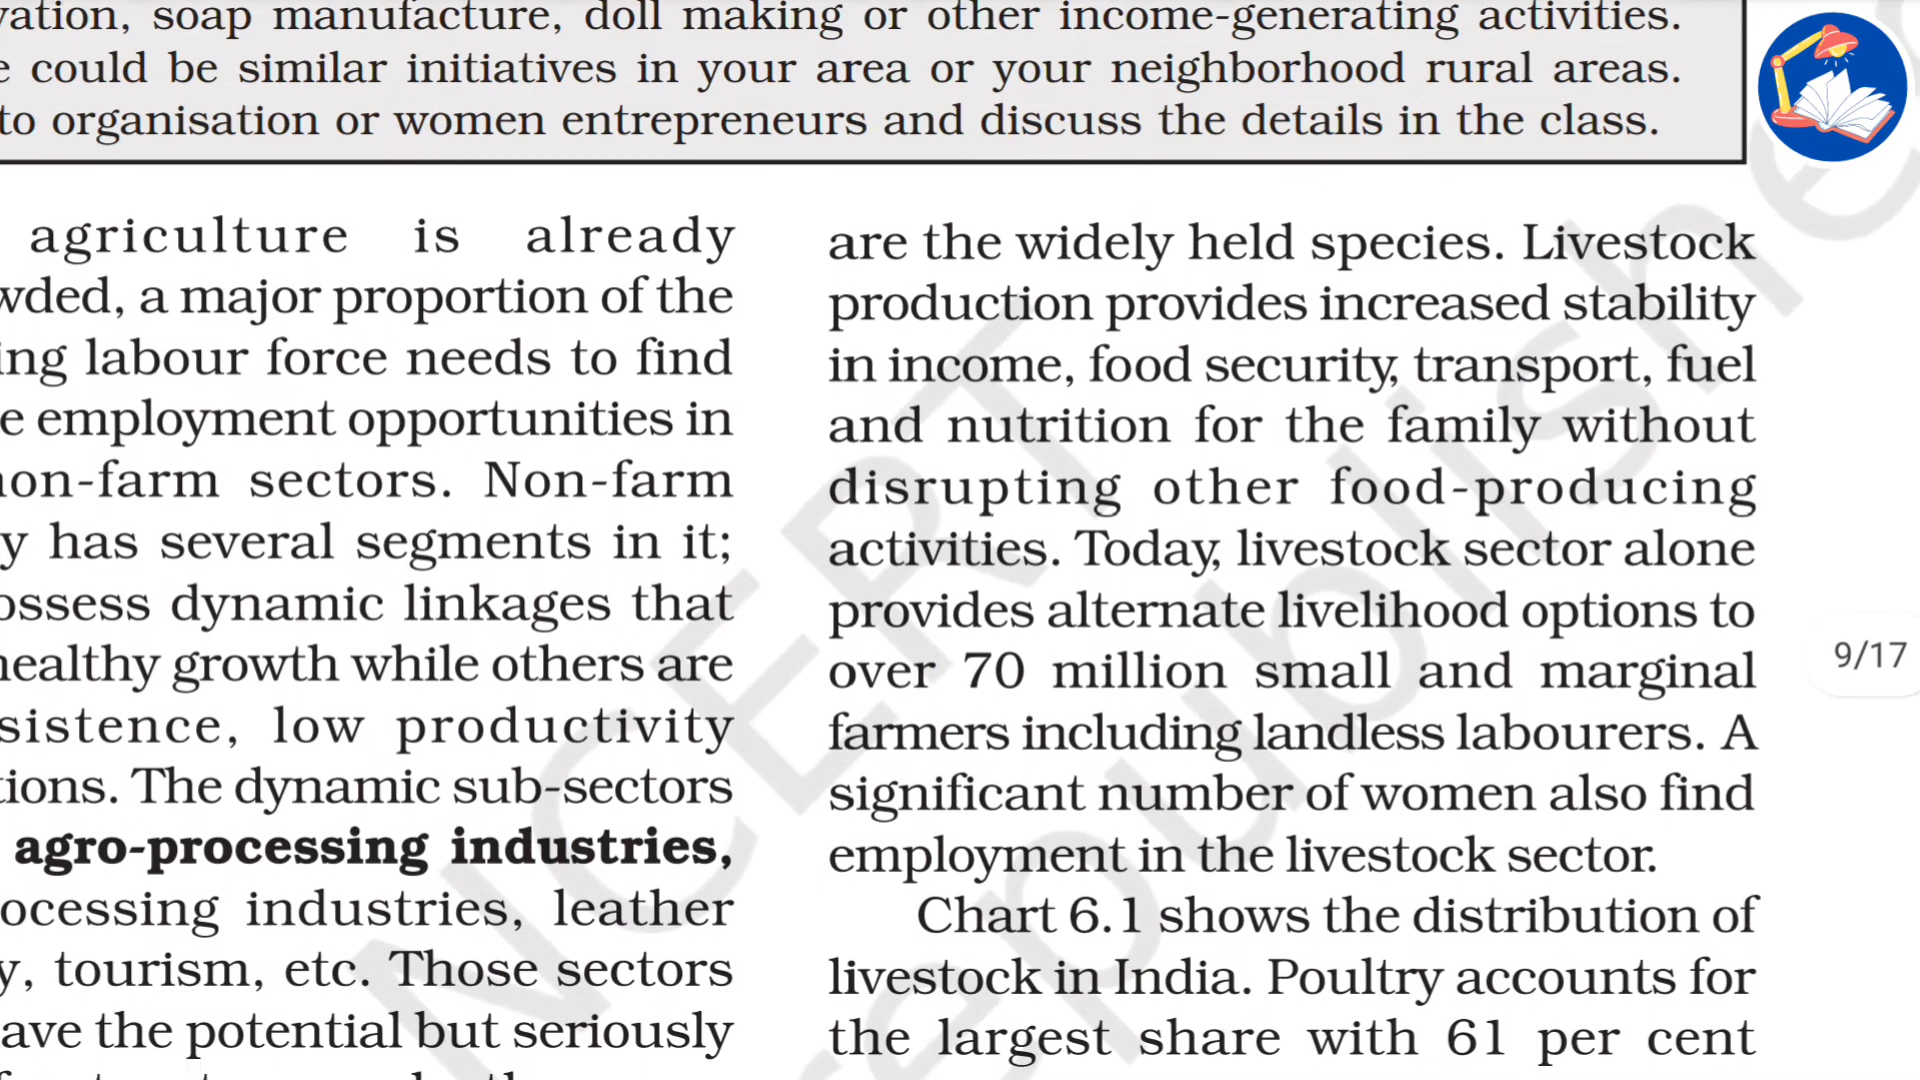 vation, soap manufacture, doll making or other income-generating activities.
e could be similar initiatives in your area or your neighborhood rural areas.
to organisation or women entrepreneurs and discuss the details in the class.
agriculture is already
wded, a major proportion of the
ing labour force needs to find
e employment opportunities in
non-farm sectors. Non-farm
y has several segments in it;
ossess dynamic linkages that
healthy growth while others are
sistence, low productivity
tions. The dynamic sub-sectors
agro-processing industries,
ocessing industries, leather
y, tourism, etc. Those sectors
ave the potential but seriously
are the widely held species. Livestock
production provides increased stability
in income, food security, transport, fuel
and nutrition for the family without
disrupting other food-producing
activities. Today, livestock sector alone
provides alternate livelihood options to
over 70 million small and marginal
farmers including landless labourers. A
significant number of women also find
employment in the livestock sector.
Chart 6.1 shows the distribution of
livestock in India. Poultry accounts for
the largest share with 61 per cent
9/17
NCERT
republished